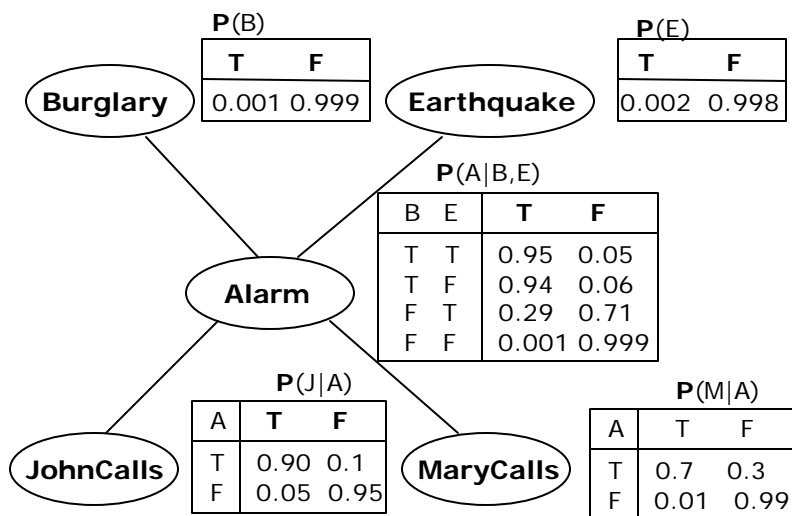 P(B)
T F
0.001 0.999
Burglary
P(E)
T F
0.002 0.998
Earthquake
P(A|B,E)
B E T F
T T 0.95 0.05
T F 0.94 0.06
F T 0.29 0.71
F F 0.001 0.999
Alarm
P(J|A)
A T F
T 0.90 0.1
F 0.05 0.95
JohnCalls
P(M|A)
A T F
T 0.7 0.3
F 0.01 0.99
MaryCalls